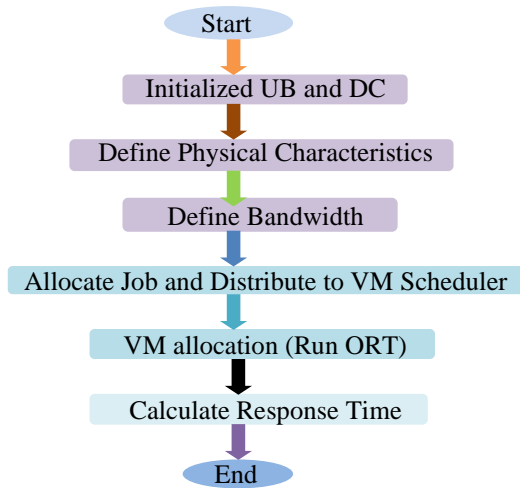 Start
Initialized UB and DC
Define Physical Characteristics
Define Bandwidth
Allocate Job and Distribute to VM Scheduler
VM allocation (Run ORT)
Calculate Response Time
End